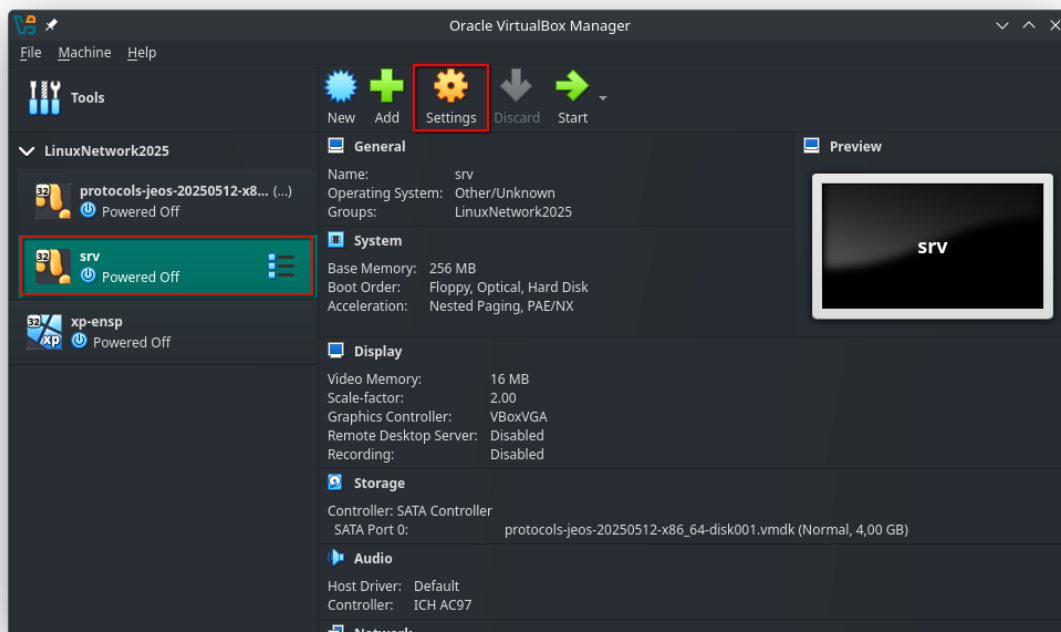 Oracle VirtualBox Manager
File Machine Help
Tools
New Add Settings Discard Start
LinuxNetwork2025
32
protocols-jeos-20250512-x8... (...)
Powered Off
32
srv
Powered Off
32
xp
xp-ensp
Powered Off
General
Name: srv
Operating System: Other/Unknown
Groups: LinuxNetwork2025
System
Base Memory: 256 MB
Boot Order: Floppy, Optical, Hard Disk
Acceleration: Nested Paging, PAE/NX
Preview
srv
Display
Video Memory: 16 MB
Scale-factor: 2.00
Graphics Controller: VBoxVGA
Remote Desktop Server: Disabled
Recording: Disabled
Storage
Controller: SATA Controller
SATA Port 0: protocols-jeos-20250512-x86_64-disk001.vmdk (Normal, 4,00 GB)
Audio
Host Driver: Default
Controller: ICH AC97
Network